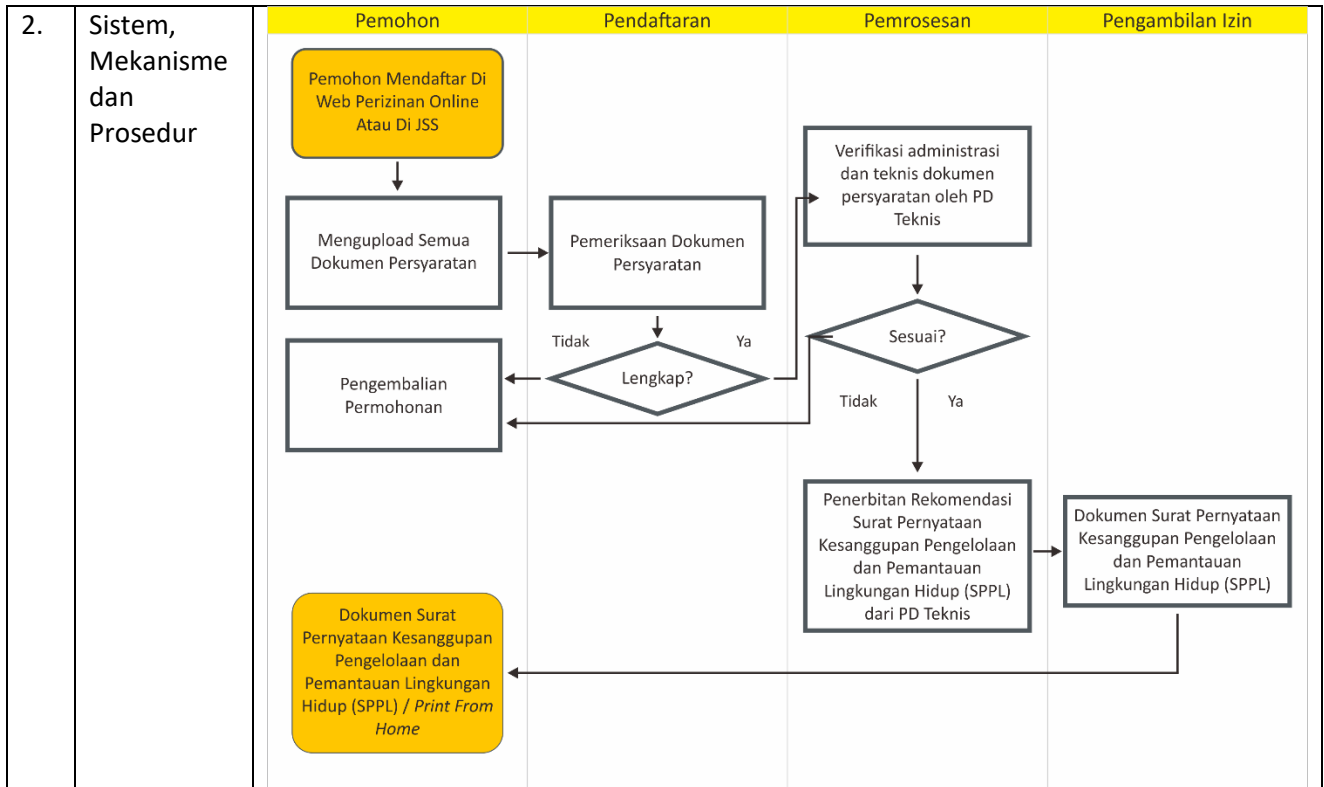 2.
Sistem,
Mekanisme
dan
Prosedur
Pemohon
Pendaftaran
Pemrosesan
Pengambilan Izin
Pemohon Mendaftar Di
Web Perizinan Online
Atau Di JSS
Mengupload Semua
Dokumen Persyaratan
Pemeriksaan Dokumen
Persyaratan
Verifikasi administrasi
dan teknis dokumen
persyaratan oleh PD
Teknis
Tidak
Ya
Lengkap?
Sesuai?
Pengembalian
Permohonan
Tidak
Ya
Penerbitan Rekomendasi
Surat Pernyataan
Kesanggupan Pengelolaan
dan Pemantauan
Lingkungan Hidup (SPPL)
dari PD Teknis
Dokumen Surat Pernyataan
Kesanggupan Pengelolaan
dan Pemantauan
Lingkungan Hidup (SPPL)
Dokumen Surat
Pernyataan Kesanggupan
Pengelolaan dan
Pemantauan Lingkungan
Hidup (SPPL) / Print From
Home